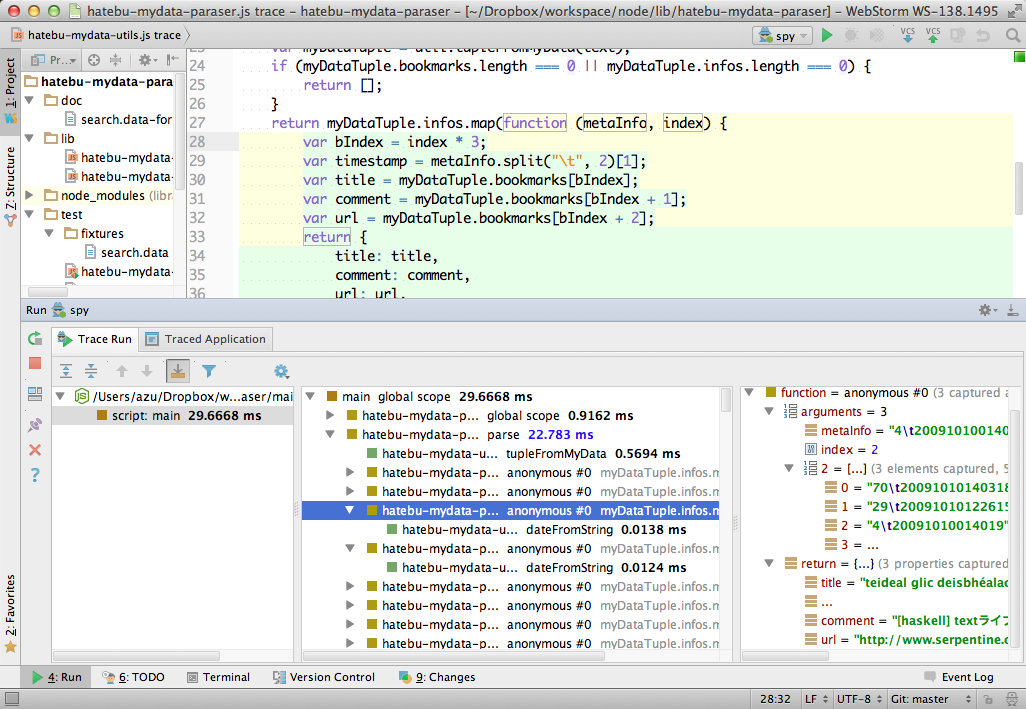 hatebu-mydata-paraser.js trace – hatebu-mydata-paraser – [~/Dropbox/workspace/node/lib/hatebu-mydata-paraser] – WebStorm WS-138.1495
hatebu-mydata-utils.js trace
spy
VCS
VCS
1: Project
Z: Structure
2: Favorites
Pr...
hatebu-mydata-para
doc
search.data-for
lib
hatebu-mydata-
hatebu-mydata-
node_modules (libra
test
fixtures
search.data
hatebu-mydata-
23 var myDataTuple = util.tupleFromMyData(text);
24 if (myDataTuple.bookmarks.length === 0 || myDataTuple.infos.length === 0) {
25 return [];
26 }
27 return myDataTuple.infos.map(function (metaInfo, index) {
28 var bIndex = index * 3;
29 var timestamp = metaInfo.split("\t", 2)[1];
30 var title = myDataTuple.bookmarks[bIndex];
31 var comment = myDataTuple.bookmarks[bIndex + 1];
32 var url = myDataTuple.bookmarks[bIndex + 2];
33 return {
34 title: title,
35 comment: comment,
36 url: url,
Run spy
Trace Run
Traced Application
/Users/azu/Dropbox/w...aser/mai
script: main 29.6668 ms
main global scope 29.6668 ms
hatebu-mydata-p... global scope 0.9162 ms
hatebu-mydata-p... parse 22.783 ms
hatebu-mydata-u... tupleFromMyData 0.5694 ms
hatebu-mydata-p... anonymous #0 myDataTuple.infos.m
hatebu-mydata-p... anonymous #0 myDataTuple.infos.m
hatebu-mydata-p... anonymous #0 myDataTuple.infos.m
hatebu-mydata-u... dateFromString 0.0138 ms
hatebu-mydata-p... anonymous #0 myDataTuple.infos.m
hatebu-mydata-u... dateFromString 0.0124 ms
hatebu-mydata-p... anonymous #0 myDataTuple.infos.m
hatebu-mydata-p... anonymous #0 myDataTuple.infos.m
hatebu-mydata-p... anonymous #0 myDataTuple.infos.m
hatebu-mydata-p... anonymous #0 myDataTuple.infos.m
function = anonymous #0 (3 captured a
arguments = 3
metaInfo = "4\t200910100140
index = 2
2 = [...] (3 elements captured, 5
0 = "70\t20091010140318
1 = "29\t20091010122615
2 = "4\t20091010014019"
3 = ...
return = {...} (3 properties captured
title = "teideal glic deisbhéalac
...
comment = "[haskell] textライブ
url = "http://www.serpentine.c
4: Run
6: TODO
Terminal
Version Control
9: Changes
Event Log
28:32 LF UTF-8 Git: master